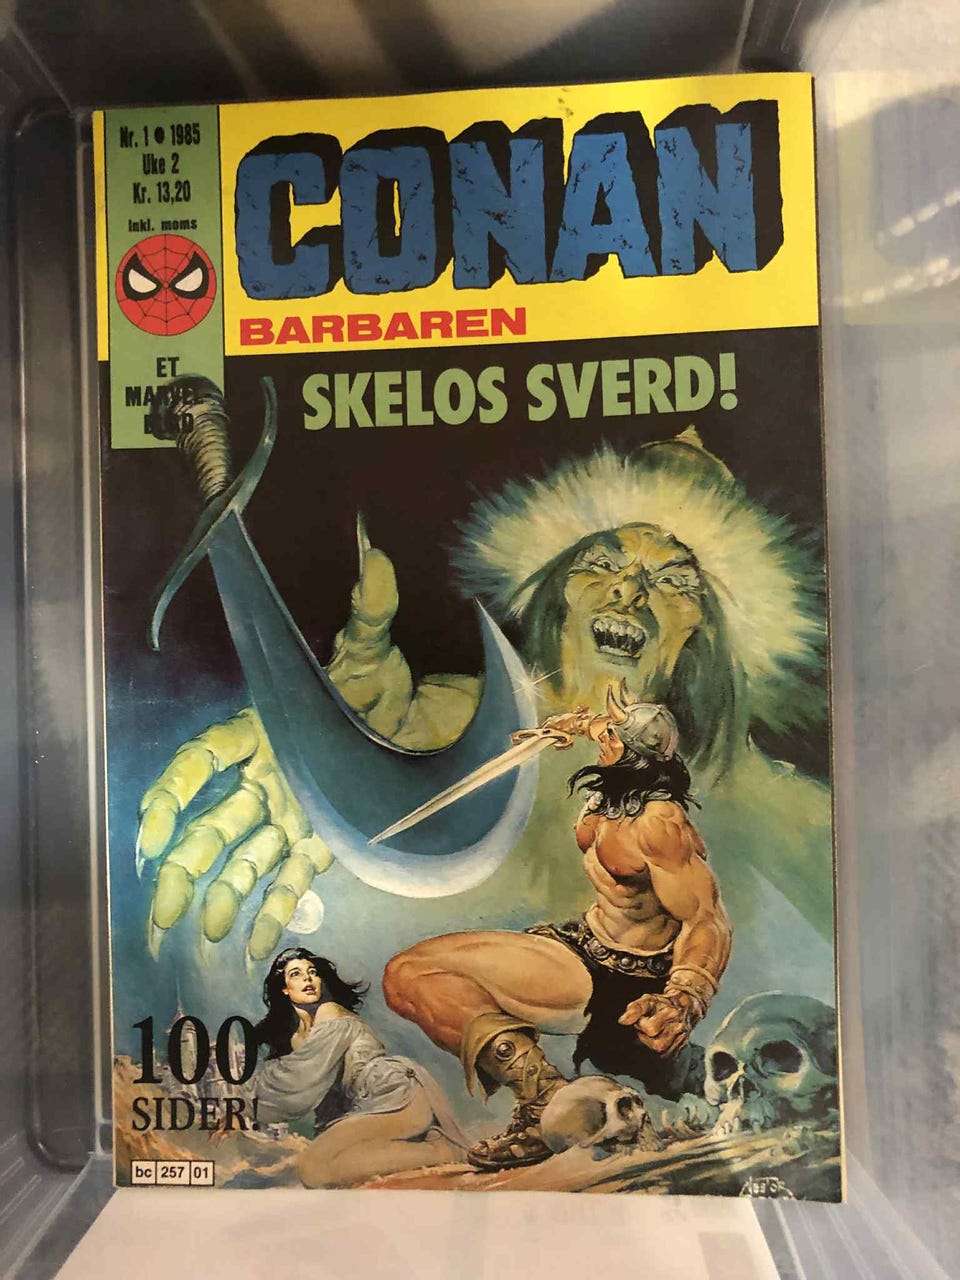 Nr. 1 ● 1985
Uke 2
Kr. 13,20
Inkl. moms
CONAN
BARBAREN
ET
MARVEL
SKELOS SVERD!
100
SIDER!
bc 257 01